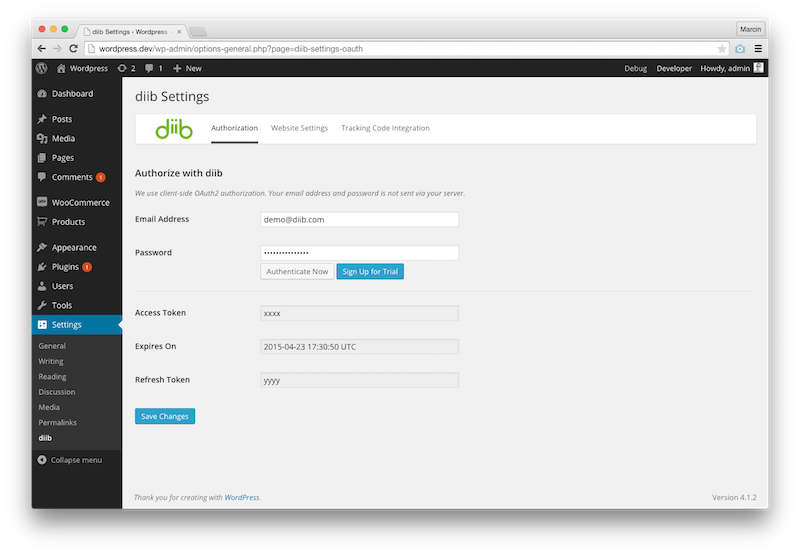 diib Settings ‹ Wordpress
Marcin
wordpress.dev/wp-admin/options-general.php?page=diib-settings-oauth
Wordpress 2 1 New Debug Developer Howdy, admin
Dashboard
Posts
Media
Pages
Comments 1
WooCommerce
Products
Appearance
Plugins 1
Users
Tools
Settings
General
Writing
Reading
Discussion
Media
Permalinks
diib
Collapse menu
diib Settings
diib Authorization Website Settings Tracking Code Integration
Authorize with diib
We use client-side OAuth2 authorization. Your email address and password is not sent via your server.
Email Address demo@diib.com
Password •••••••••••••••
Authenticate Now Sign Up for Trial
Access Token xxxx
Expires On 2015-04-23 17:30:50 UTC
Refresh Token yyyy
Save Changes
Thank you for creating with WordPress. Version 4.1.2